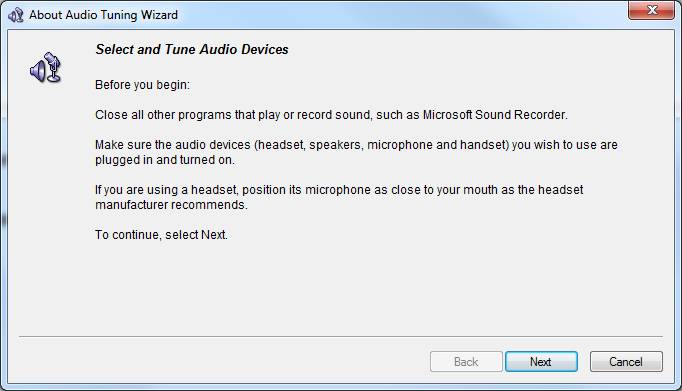 About Audio Tuning Wizard
Select and Tune Audio Devices
Before you begin:
Close all other programs that play or record sound, such as Microsoft Sound Recorder.
Make sure the audio devices (headset, speakers, microphone and handset) you wish to use are
plugged in and turned on.
If you are using a headset, position its microphone as close to your mouth as the headset
manufacturer recommends.
To continue, select Next.
Back
Next
Cancel